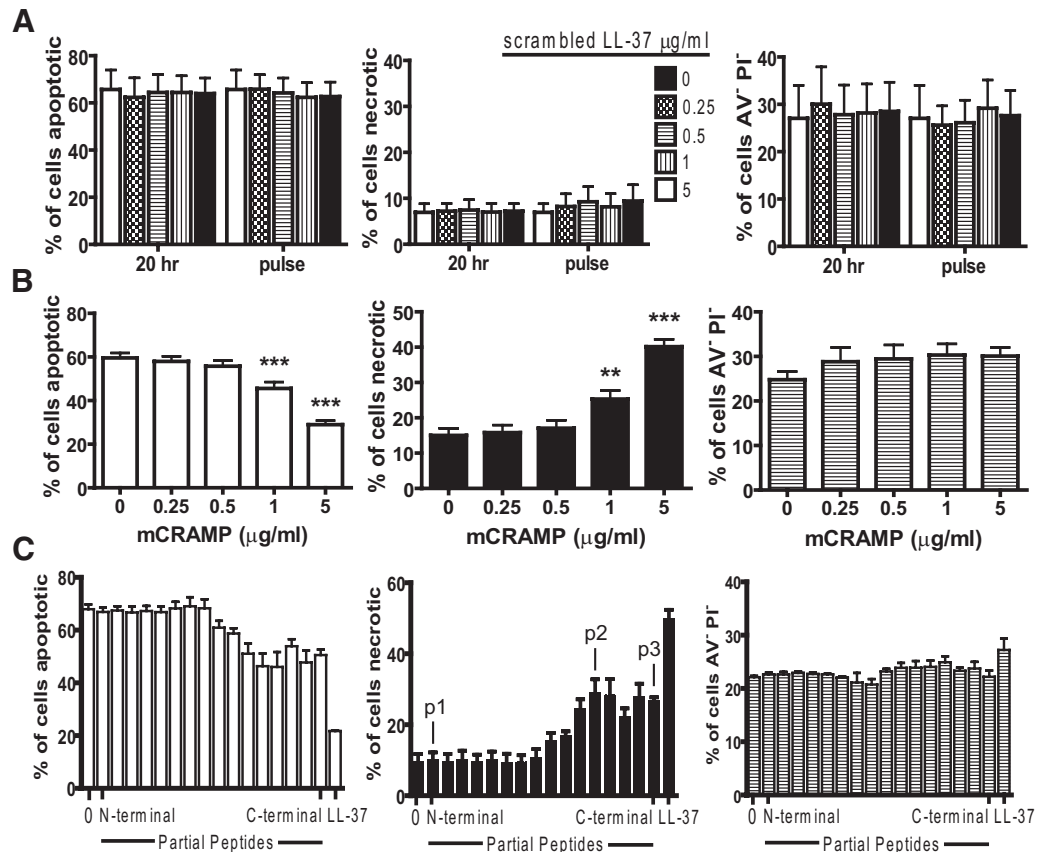 A
% of cells apoptotic
80
60
40
20
0
20 hr
pulse
% of cells necrotic
40
30
20
10
0
20 hr
pulse
scrambled LL-37 μg/ml
0
0.25
0.5
1
5
% of cells AV⁻ PI⁻
40
30
20
10
0
20 hr
pulse
B
% of cells apoptotic
80
60
40
20
0
***
***
0 0.25 0.5 1 5
mCRAMP (μg/ml)
% of cells necrotic
50
40
30
20
10
0
**
***
0 0.25 0.5 1 5
mCRAMP (μg/ml)
% of cells AV⁻ PI⁻
40
30
20
10
0
0 0.25 0.5 1 5
mCRAMP (μg/ml)
C
% of cells apoptotic
80
60
40
20
0
0 N-terminal C-terminal LL-37
Partial Peptides
% of cells necrotic
60
40
20
0
p1
p2
p3
0 N-terminal C-terminal LL-37
Partial Peptides
% of cells AV⁻ PI⁻
40
30
20
10
0
0 N-terminal C-terminal LL-37
Partial Peptides